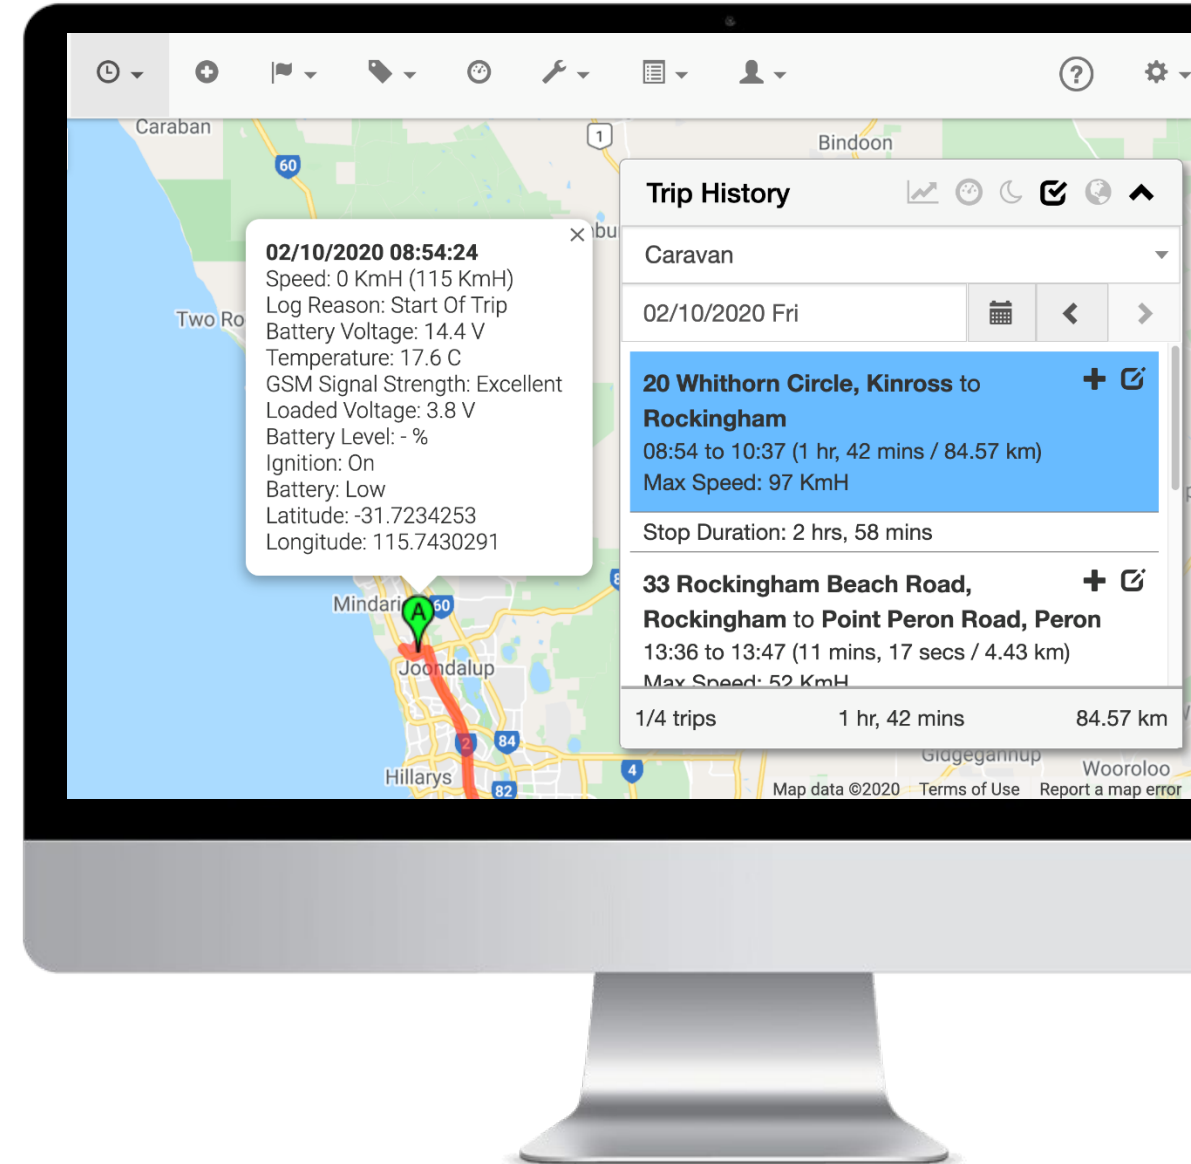 Caraban
60
1
Bindoon
Trip History
Caravan
02/10/2020 Fri
02/10/2020 08:54:24
Speed: 0 KmH (115 KmH)
Log Reason: Start Of Trip
Battery Voltage: 14.4 V
Temperature: 17.6 C
GSM Signal Strength: Excellent
Loaded Voltage: 3.8 V
Battery Level: - %
Ignition: On
Battery: Low
Latitude: -31.7234253
Longitude: 115.7430291
bu
Two Ro
20 Whithorn Circle, Kinross to
Rockingham
08:54 to 10:37 (1 hr, 42 mins / 84.57 km)
Max Speed: 97 KmH
Stop Duration: 2 hrs, 58 mins
33 Rockingham Beach Road,
Rockingham to Point Peron Road, Peron
13:36 to 13:47 (11 mins, 17 secs / 4.43 km)
Max Speed: 52 KmH
1/4 trips 1 hr, 42 mins 84.57 km
Mindari
A
60
Joondalup
2
84
Hillarys
82
4
Gidgegannup
Wooroloo
Map data ©2020 Terms of Use Report a map error